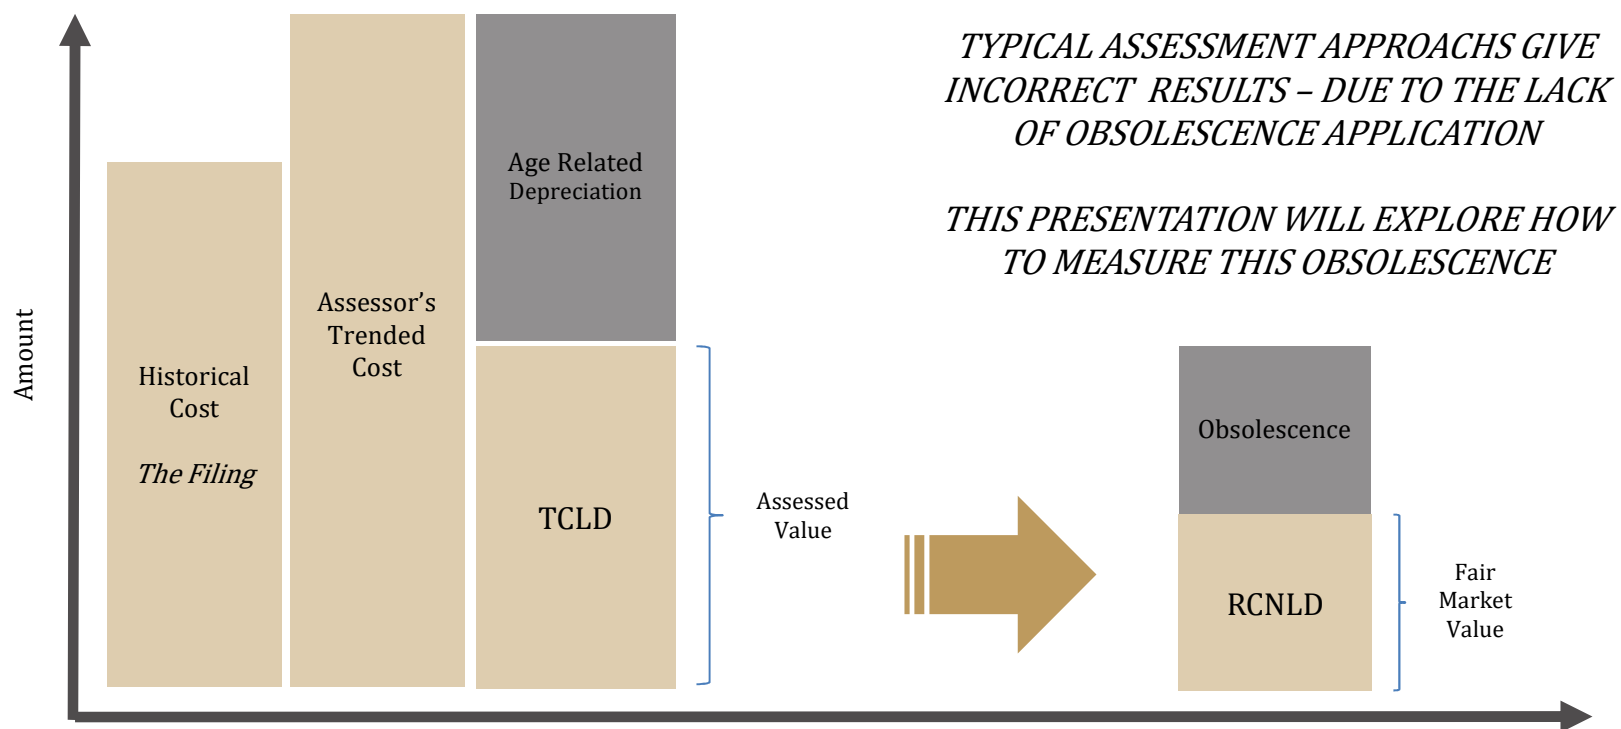 TYPICAL ASSESSMENT APPROACHS GIVE
INCORRECT  RESULTS – DUE TO THE LACK
OF OBSOLESCENCE APPLICATION
THIS PRESENTATION WILL EXPLORE HOW
TO MEASURE THIS OBSOLESCENCE
Amount
Historical
Cost
The Filing
Assessor’s
Trended
Cost
Age Related
Depreciation
TCLD
Assessed
Value
Obsolescence
RCNLD
Fair
Market
Value